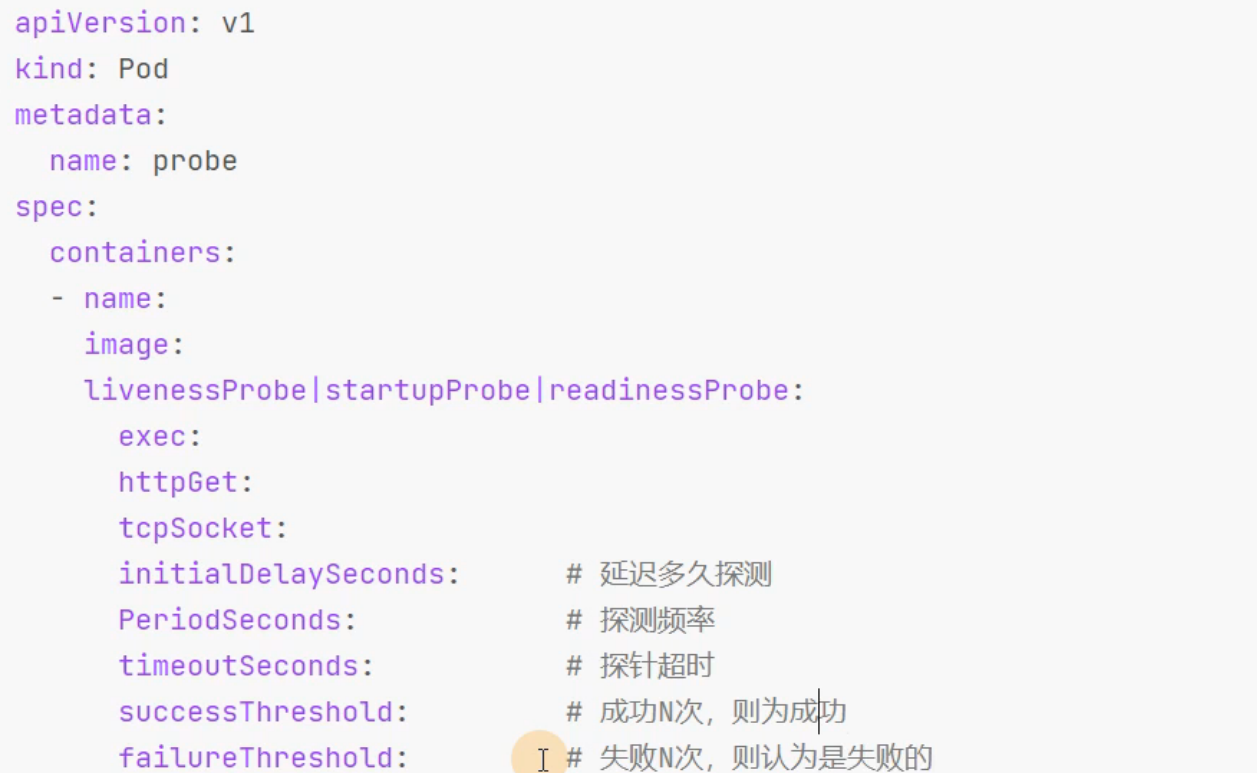 apiVersion: v1
kind: Pod
metadata:
  name: probe
spec:
  containers:
  - name:
    image:
    livenessProbe|startupProbe|readinessProbe:
      exec:
      httpGet:
      tcpSocket:
      initialDelaySeconds:      # 延迟多久探测
      PeriodSeconds:            # 探测频率
      timeoutSeconds:           # 探针超时
      successThreshold:         # 成功N次，则为成功
      failureThreshold:         # 失败N次，则认为是失败的